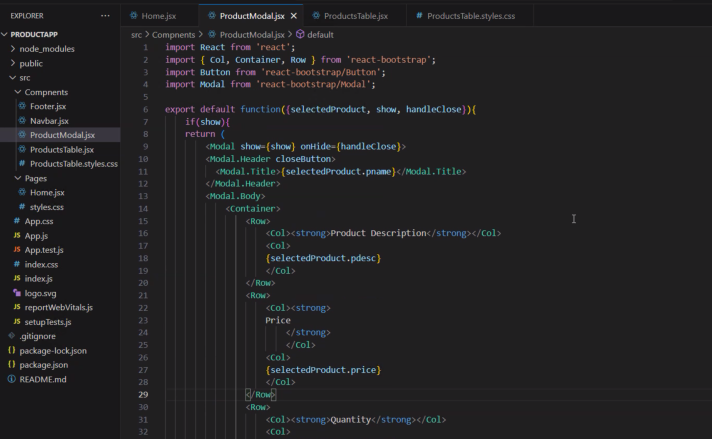 EXPLORER
PRODUCTAPP
node_modules
public
src
Compnents
Footer.jsx
Navbar.jsx
ProductModal.jsx
ProductsTable.jsx
# ProductsTable.styles.css
Pages
Home.jsx
# styles.css
# App.css
JS App.js
JS App.test.js
# index.css
JS index.js
logo.svg
JS reportWebVitals.js
JS setupTests.js
.gitignore
{} package-lock.json
{} package.json
README.md
Home.jsx ProductModal.jsx ProductsTable.jsx # ProductsTable.styles.css
src > Compnents > ProductModal.jsx > default
1 import React from 'react';
2 import { Col, Container, Row } from 'react-bootstrap';
3 import Button from 'react-bootstrap/Button';
4 import Modal from 'react-bootstrap/Modal';
5
6 export default function({selectedProduct, show, handleClose}){
7 if(show){
8 return (
9 <Modal show={show} onHide={handleClose}>
10 <Modal.Header closeButton>
11 <Modal.Title>{selectedProduct.pname}</Modal.Title>
12 </Modal.Header>
13 <Modal.Body>
14 <Container>
15 <Row>
16 <Col><strong>Product Description</strong></Col>
17 <Col>
18 {selectedProduct.pdesc}
19 </Col>
20 </Row>
21 <Row>
22 <Col><strong>
23 Price
24 </strong>
25 </Col>
26 <Col>
27 {selectedProduct.price}
28 </Col>
29 </Row>
30 <Row>
31 <Col><strong>Quantity</strong></Col>
32 <Col>